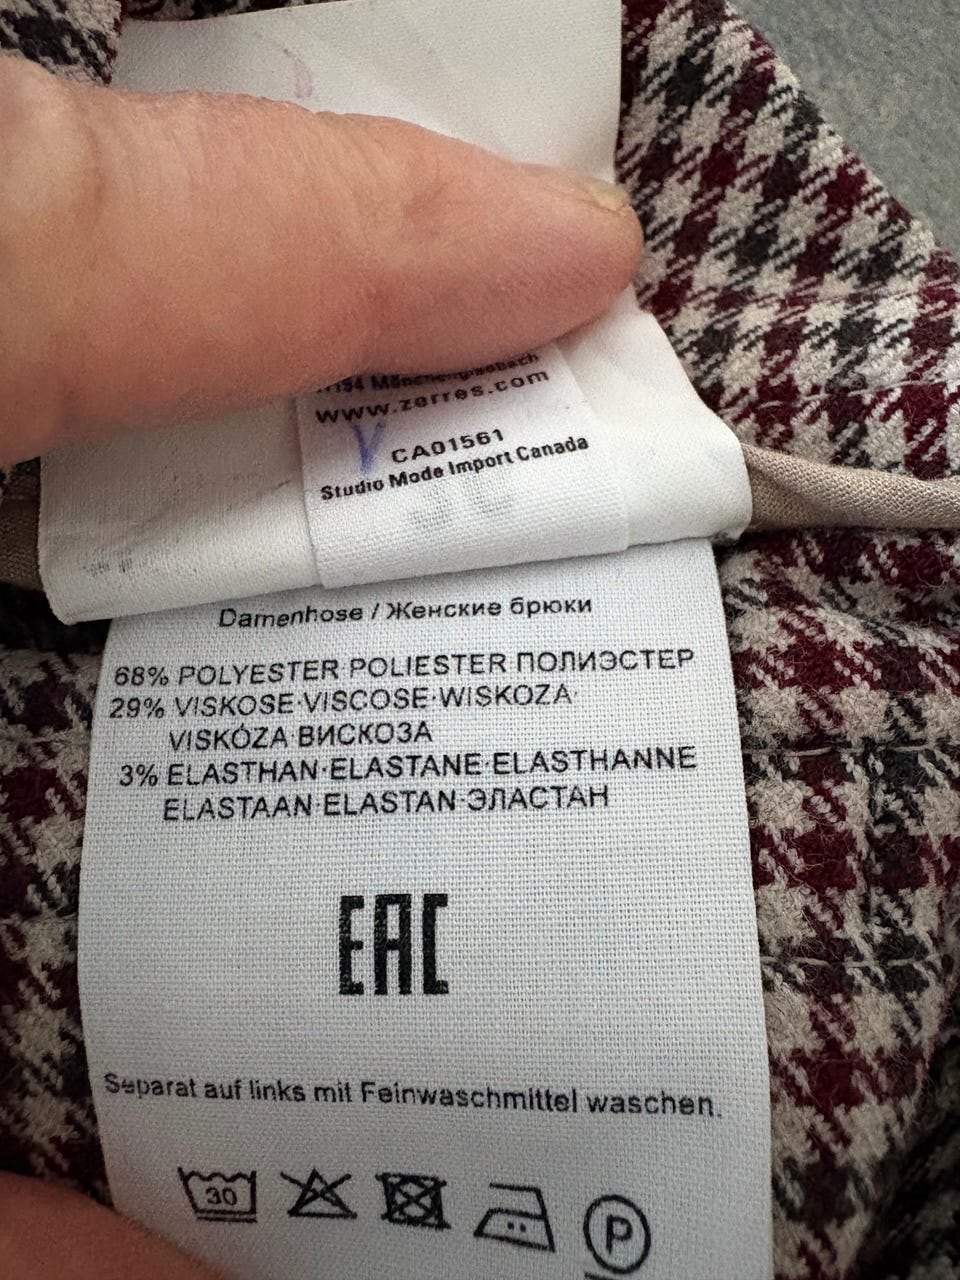 Mönchengladbach
www.zerres.com
CA01561
Studio Mode Import Canada
Damenhose / Женские брюки
68% POLYESTER POLIESTER ПОЛИЭСТЕР
29% VISKOSE·VISCOSE·WISKOZA·
VISKÓZA ВИСКОЗА
3% ELASTHAN·ELASTANE·ELASTHANNE
ELASTAAN·ELASTAN·ЭЛАСТАН
EAC
Separat auf links mit Feinwaschmittel waschen.
30
P